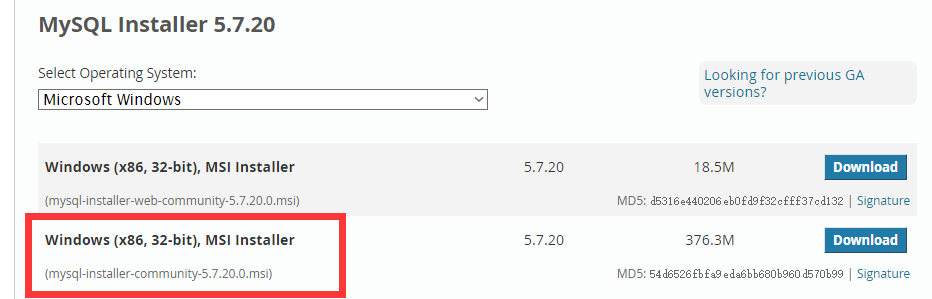 MySQL Installer 5.7.20
Select Operating System:
Looking for previous GA
versions?
Microsoft Windows
Windows (x86, 32-bit), MSI Installer 5.7.20 18.5M Download
(mysql-installer-web-community-5.7.20.0.msi) MD5: d5316e440206eb0fd9f32cfff37cd132 | Signature
Windows (x86, 32-bit), MSI Installer 5.7.20 376.3M Download
(mysql-installer-community-5.7.20.0.msi) MD5: 54d6526fbfa9eda6bb680b960d570b99 | Signature